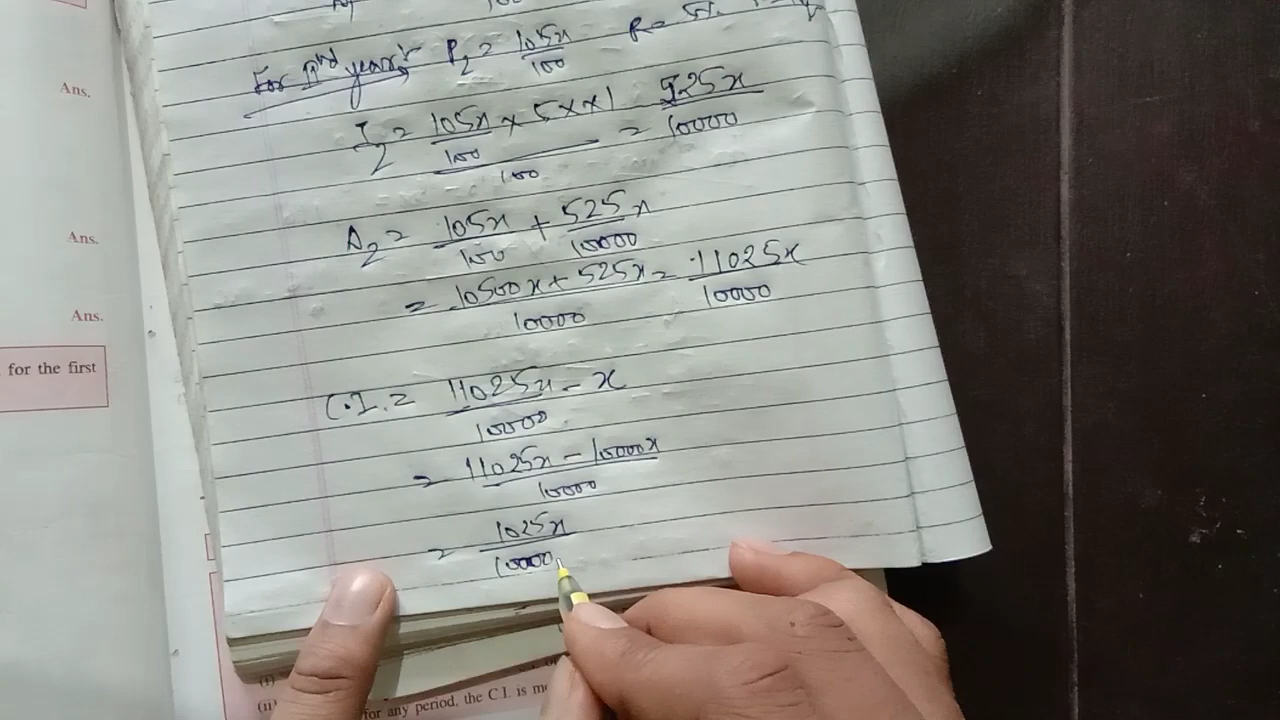 Ans.
Ans.
Ans.
for the first
100
For IInd year:- P2 = 105x/100 R = 5%
I2 = 105x/100 × 5 × x 1 / 100 = 525x/10000
A2 = 105x/100 + 525x/10000
= 10500x + 525x / 10000 = 11025x/10000
C.I. = 11025x/10000 - x
= 11025x - 10000x / 10000
= 1025x/10000
(i)
(ii) for any period, the C.I. is